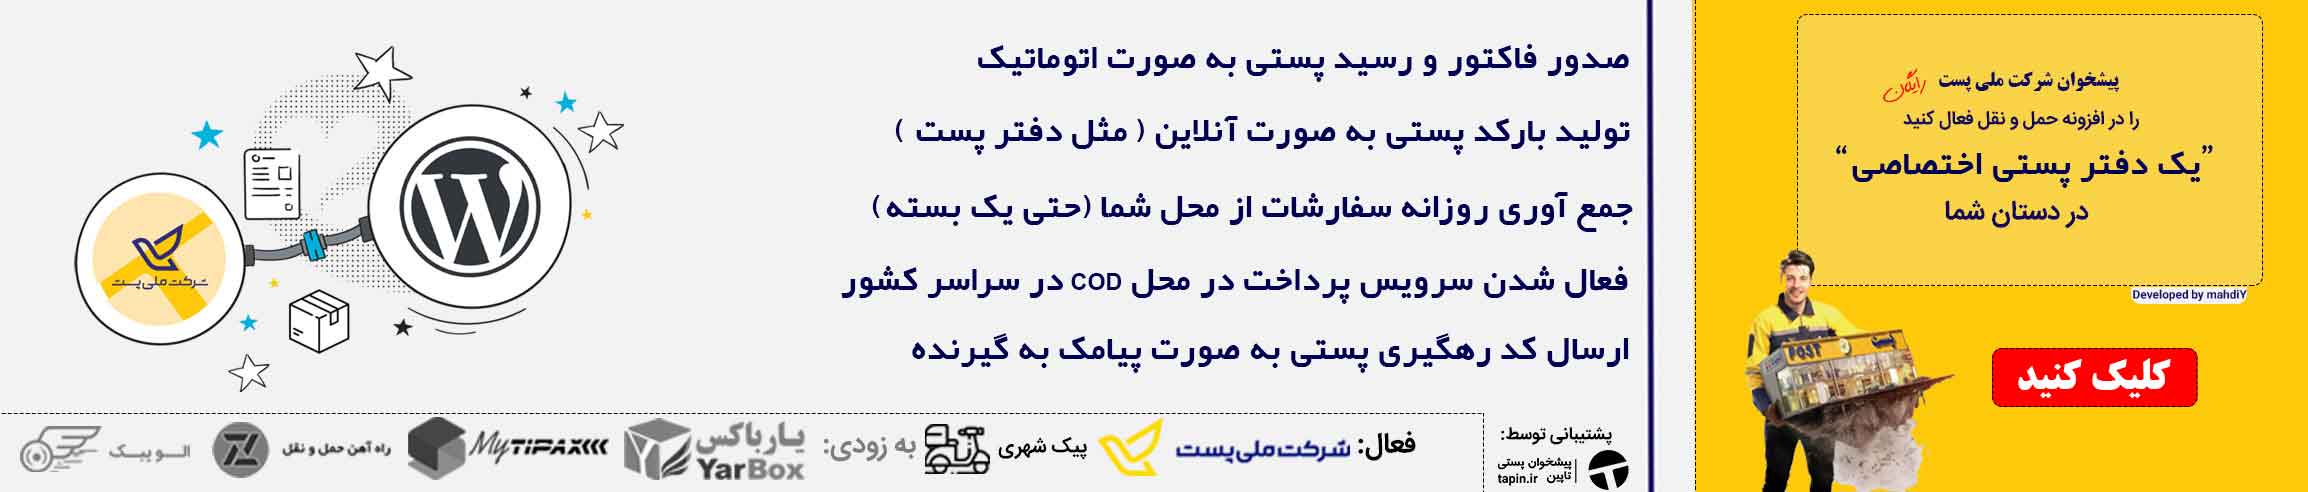 پیشخوان شرکت ملی پست رایگان
را در افزونه حمل و نقل فعال کنید
”یک دفتر پستی اختصاصی“
در دستان شما
Developed by mahdiY
POST
کلیک کنید
صدور فاکتور و رسید پستی به صورت اتوماتیک
تولید بارکد پستی به صورت آنلاین ( مثل دفتر پست )
جمع آوری روزانه سفارشات از محل شما (حتی یک بسته)
فعال شدن سرویس پرداخت در محل COD در سراسر کشور
ارسال کد رهگیری پستی به صورت پیامک به گیرنده
شرکت ملی پست
پشتیبانی توسط:
پیشخوان پستی
تاپین tapin.ir
فعال: شرکت ملی پست پیک شهری به زودی: یارباکس YarBox MyTIPAX راه آهن حمل و نقل الوپیک